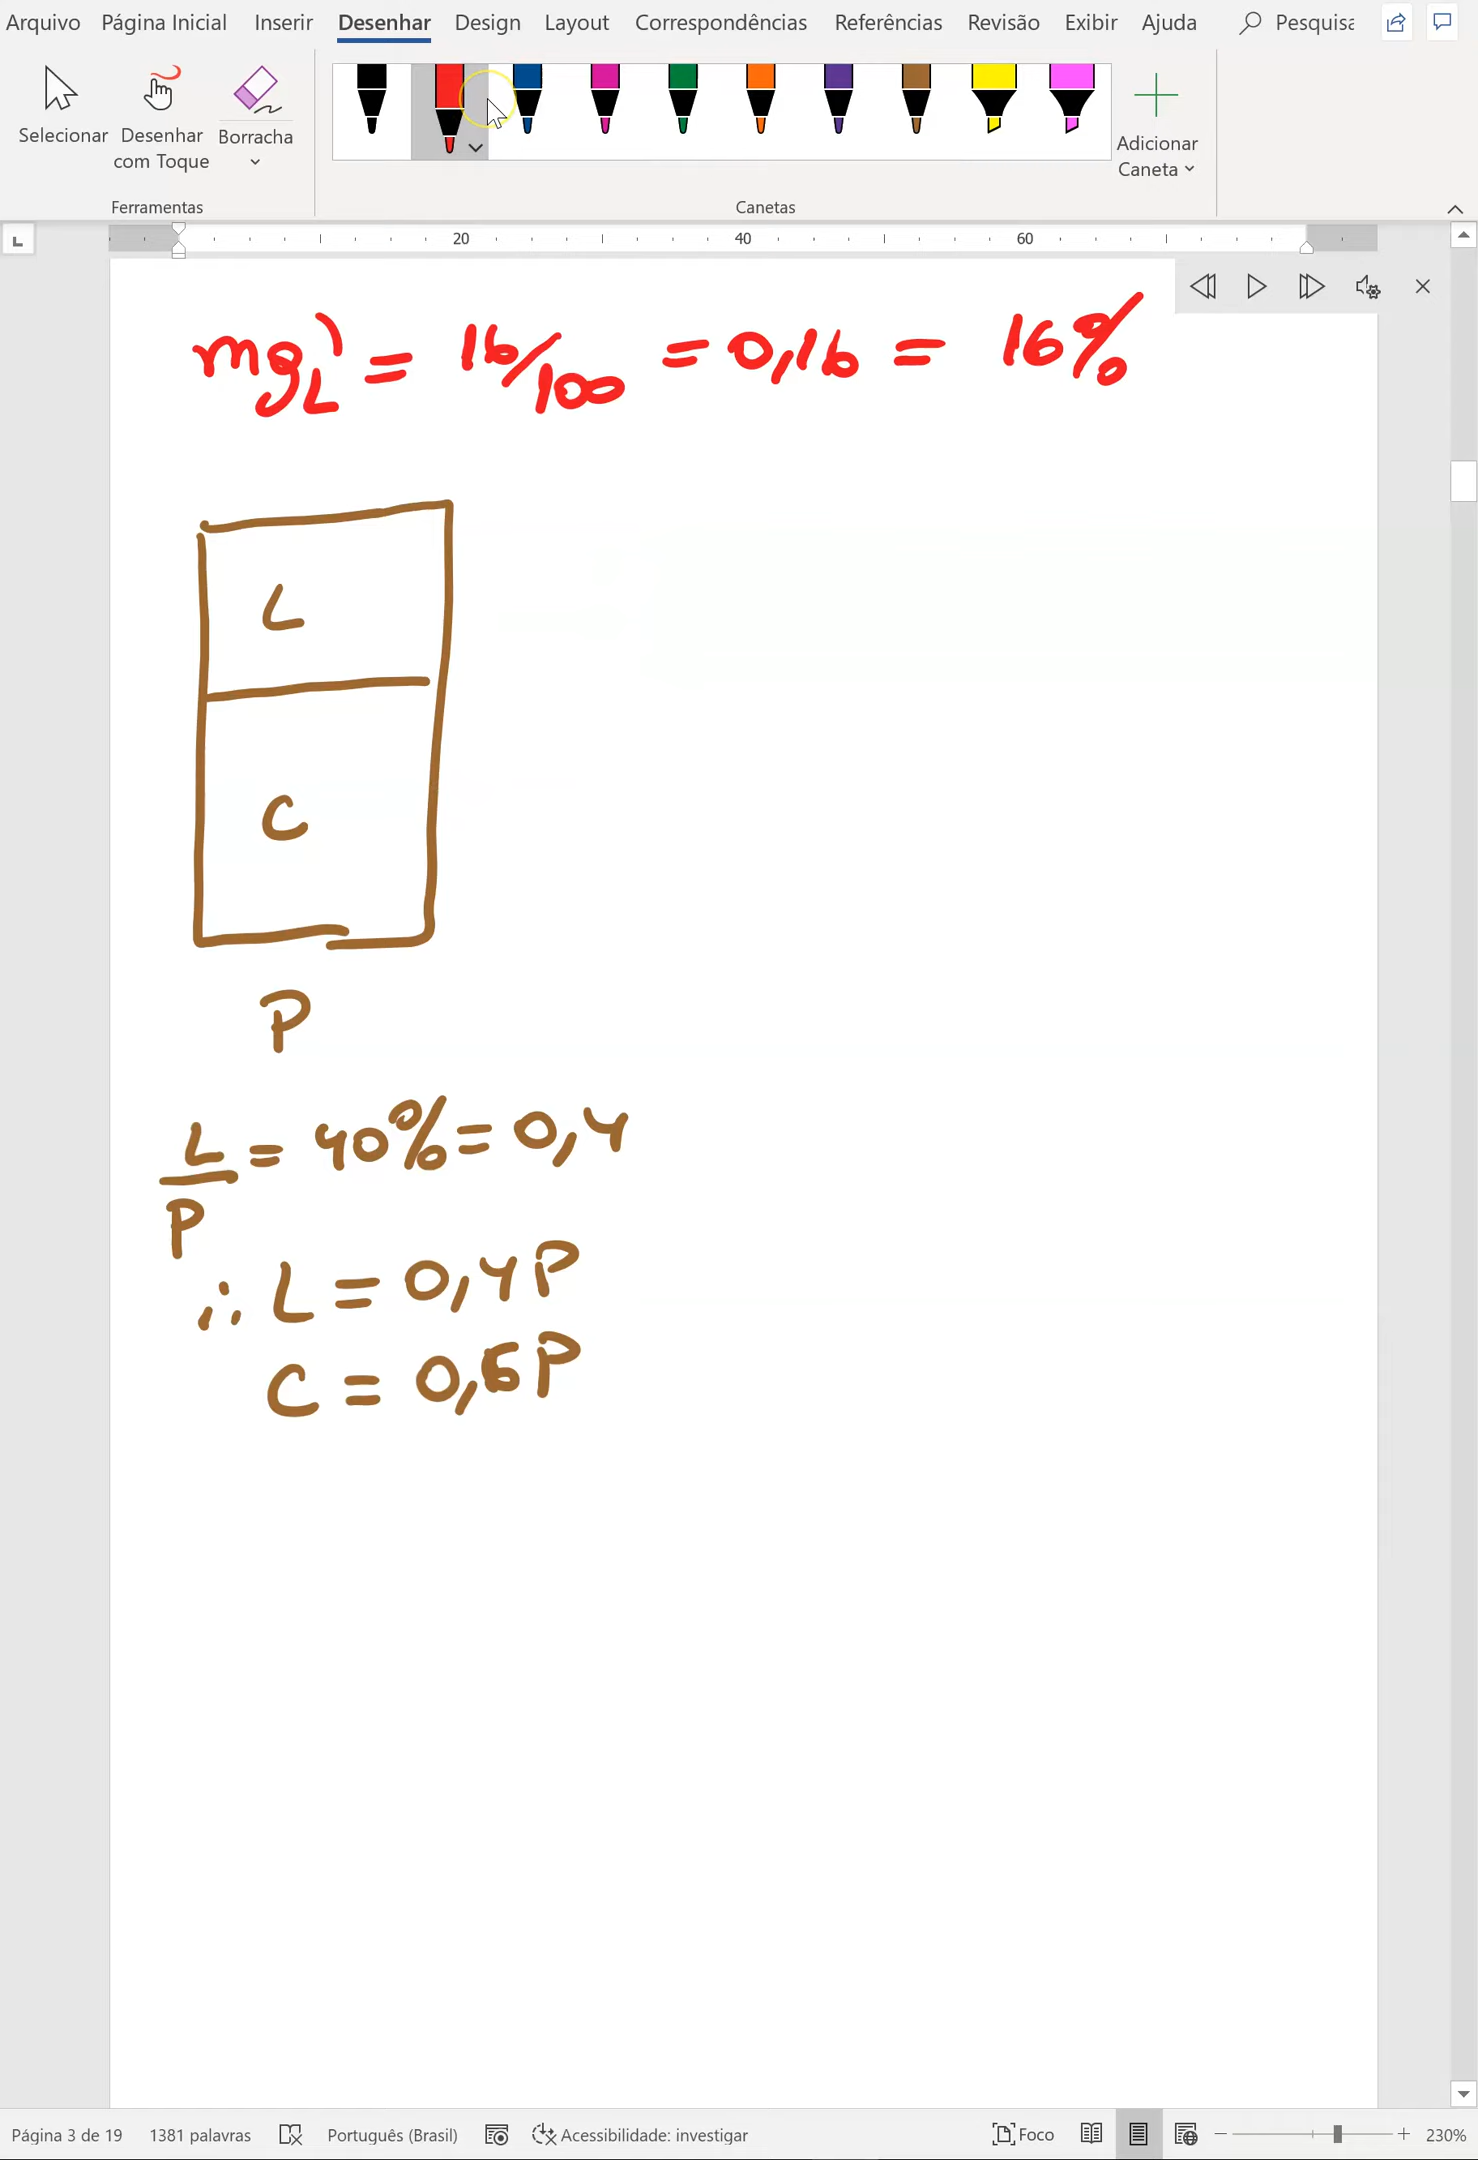 Arquivo Página Inicial Inserir Desenhar Design Layout Correspondências Referências Revisão Exibir Ajuda Pesquisa
Selecionar Desenhar com Toque Borracha
Adicionar Caneta
Ferramentas Canetas
20 40 60
mg'L = 16/100 = 0,16 = 16%
L
C
P
L/P = 40% = 0,4
∴ L = 0,4P
C = 0,6P
Página 3 de 19 1381 palavras Português (Brasil) Acessibilidade: investigar Foco 230%